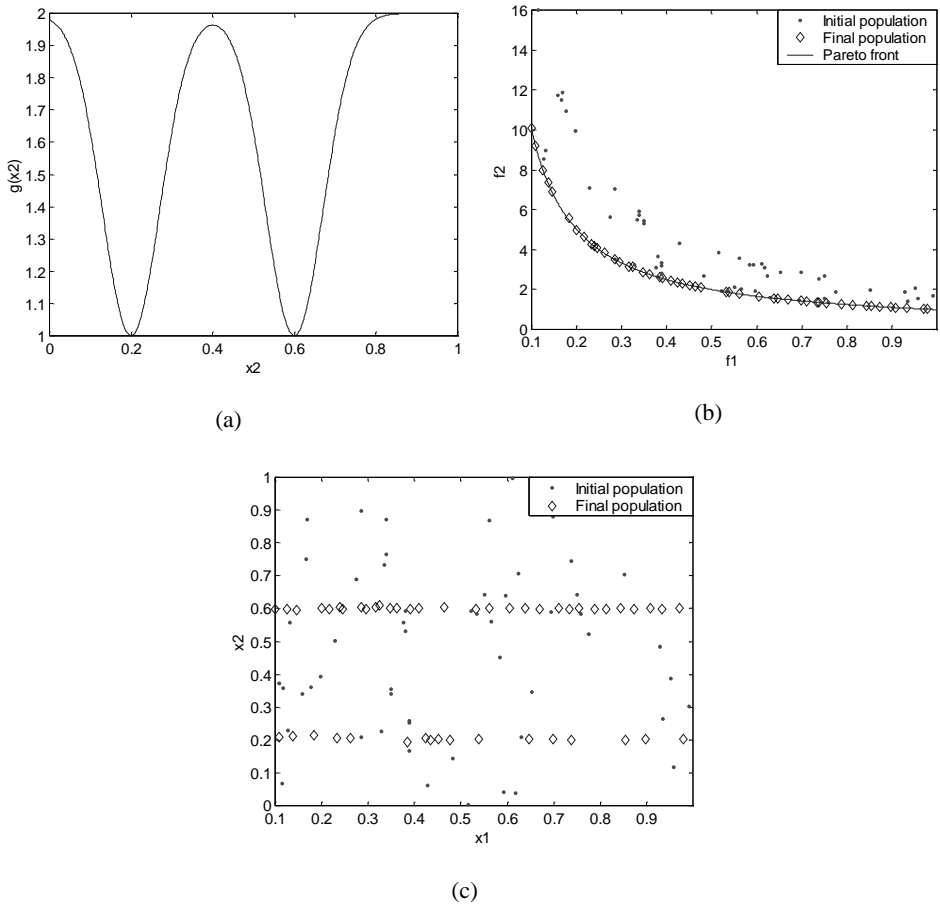 2
1.9
1.8
1.7
1.6
1.5
1.4
1.3
1.2
1.1
1
g(x2)
0 0.2 0.4 0.6 0.8 1
x2
(a)
16
14
12
10
8
6
4
2
0
f2
Initial population
Final population
Pareto front
0.1 0.2 0.3 0.4 0.5 0.6 0.7 0.8 0.9
f1
(b)
1
0.9
0.8
0.7
0.6
0.5
0.4
0.3
0.2
0.1
0
x2
Initial population
Final population
0.1 0.2 0.3 0.4 0.5 0.6 0.7 0.8 0.9
x1
(c)